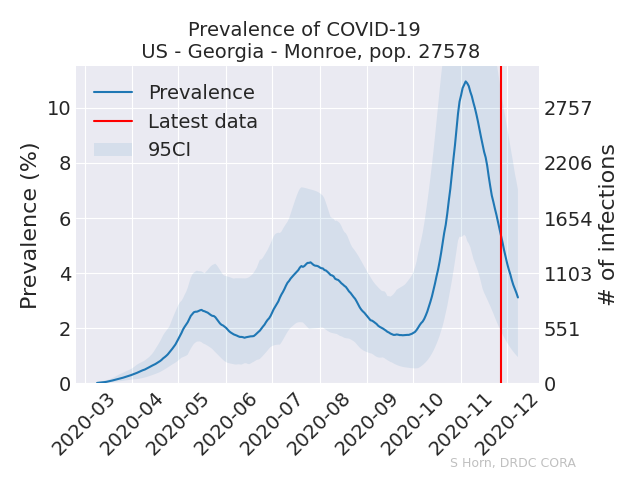 Prevalence of COVID-19
US - Georgia - Monroe, pop. 27578
Prevalence
Latest data
95CI
Prevalence (%)
10
8
6
4
2
0
2757
2206
1654
1103
551
0
# of infections
2020-03
2020-04
2020-05
2020-06
2020-07
2020-08
2020-09
2020-10
2020-11
2020-12
S Horn, DRDC CORA